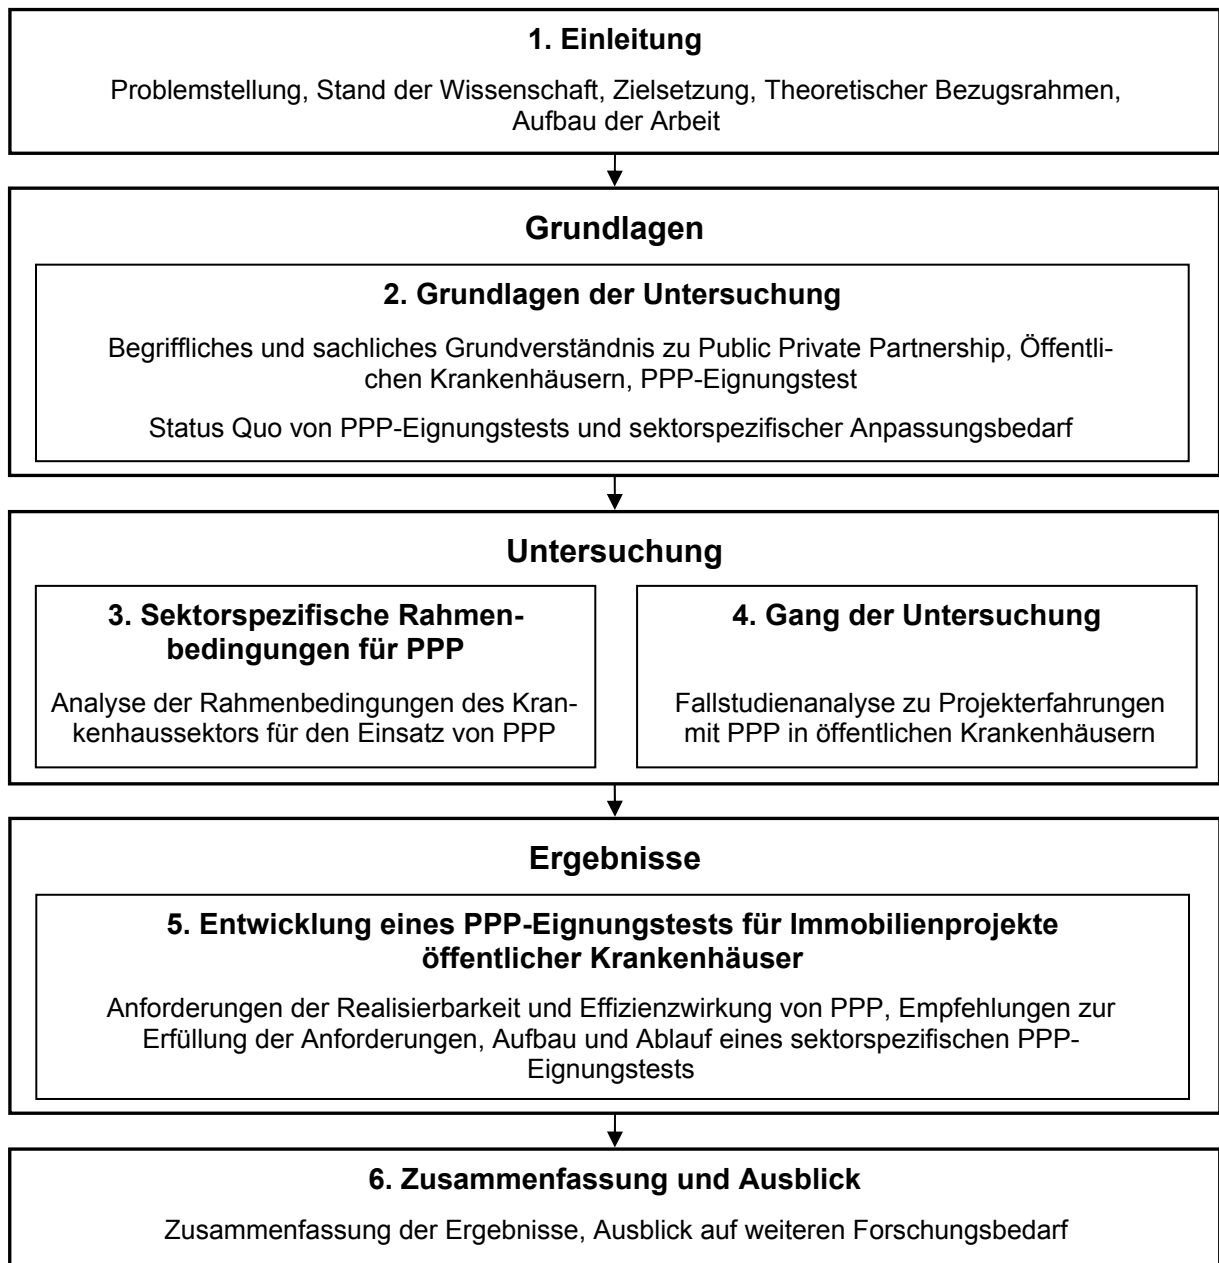 1. Einleitung
Problemstellung, Stand der Wissenschaft, Zielsetzung, Theoretischer Bezugsrahmen,
Aufbau der Arbeit
Grundlagen
2. Grundlagen der Untersuchung
Begriffliches und sachliches Grundverständnis zu Public Private Partnership, Öffentli-
chen Krankenhäusern, PPP-Eignungstest
Status Quo von PPP-Eignungstests und sektorspezifischer Anpassungsbedarf
Untersuchung
3. Sektorspezifische Rahmen-
bedingungen für PPP
Analyse der Rahmenbedingungen des Kran-
kenhaussektors für den Einsatz von PPP
4. Gang der Untersuchung
Fallstudienanalyse zu Projekterfahrungen
mit PPP in öffentlichen Krankenhäusern
Ergebnisse
5. Entwicklung eines PPP-Eignungstests für Immobilienprojekte
öffentlicher Krankenhäuser
Anforderungen der Realisierbarkeit und Effizienzwirkung von PPP, Empfehlungen zur
Erfüllung der Anforderungen, Aufbau und Ablauf eines sektorspezifischen PPP-
Eignungstests
6. Zusammenfassung und Ausblick
Zusammenfassung der Ergebnisse, Ausblick auf weiteren Forschungsbedarf